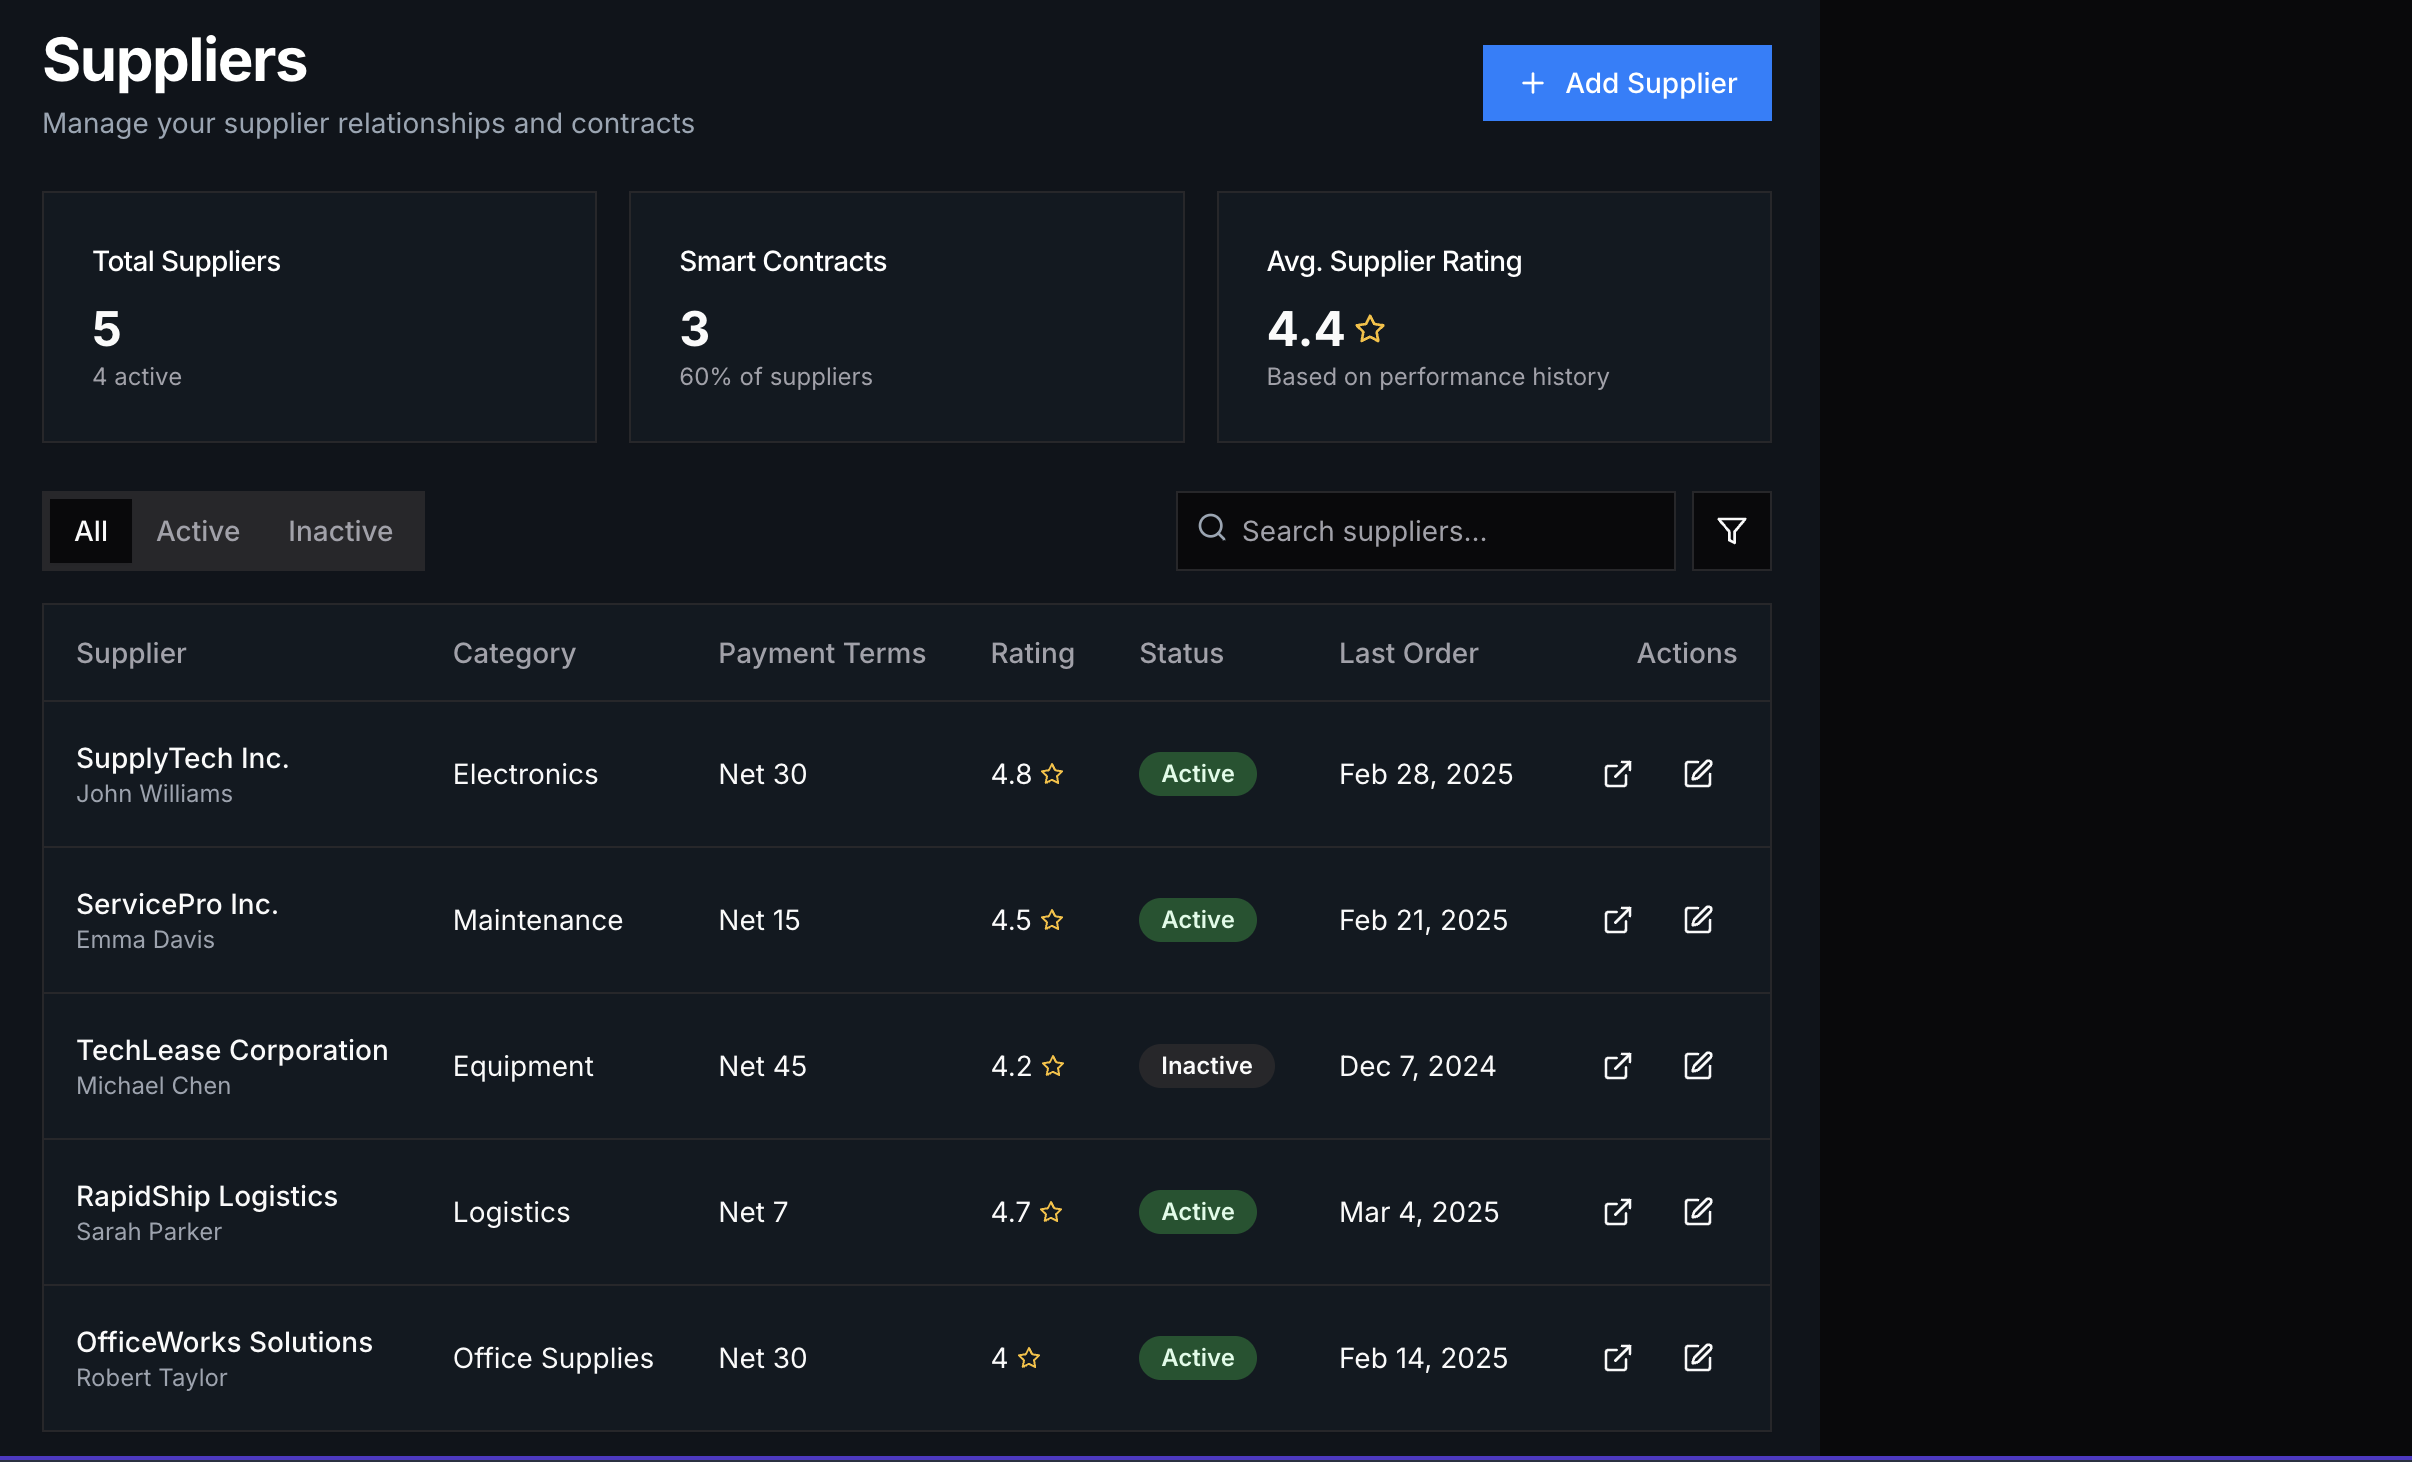 Suppliers
Manage your supplier relationships and contracts
Add Supplier
Total Suppliers
5
4 active
Smart Contracts
3
60% of suppliers
Avg. Supplier Rating
4.4
Based on performance history
All Active Inactive
Search suppliers...
Supplier Category Payment Terms Rating Status Last Order Actions
SupplyTech Inc.
John Williams
Electronics Net 30 4.8 Active Feb 28, 2025
ServicePro Inc.
Emma Davis
Maintenance Net 15 4.5 Active Feb 21, 2025
TechLease Corporation
Michael Chen
Equipment Net 45 4.2 Inactive Dec 7, 2024
RapidShip Logistics
Sarah Parker
Logistics Net 7 4.7 Active Mar 4, 2025
OfficeWorks Solutions
Robert Taylor
Office Supplies Net 30 4 Active Feb 14, 2025